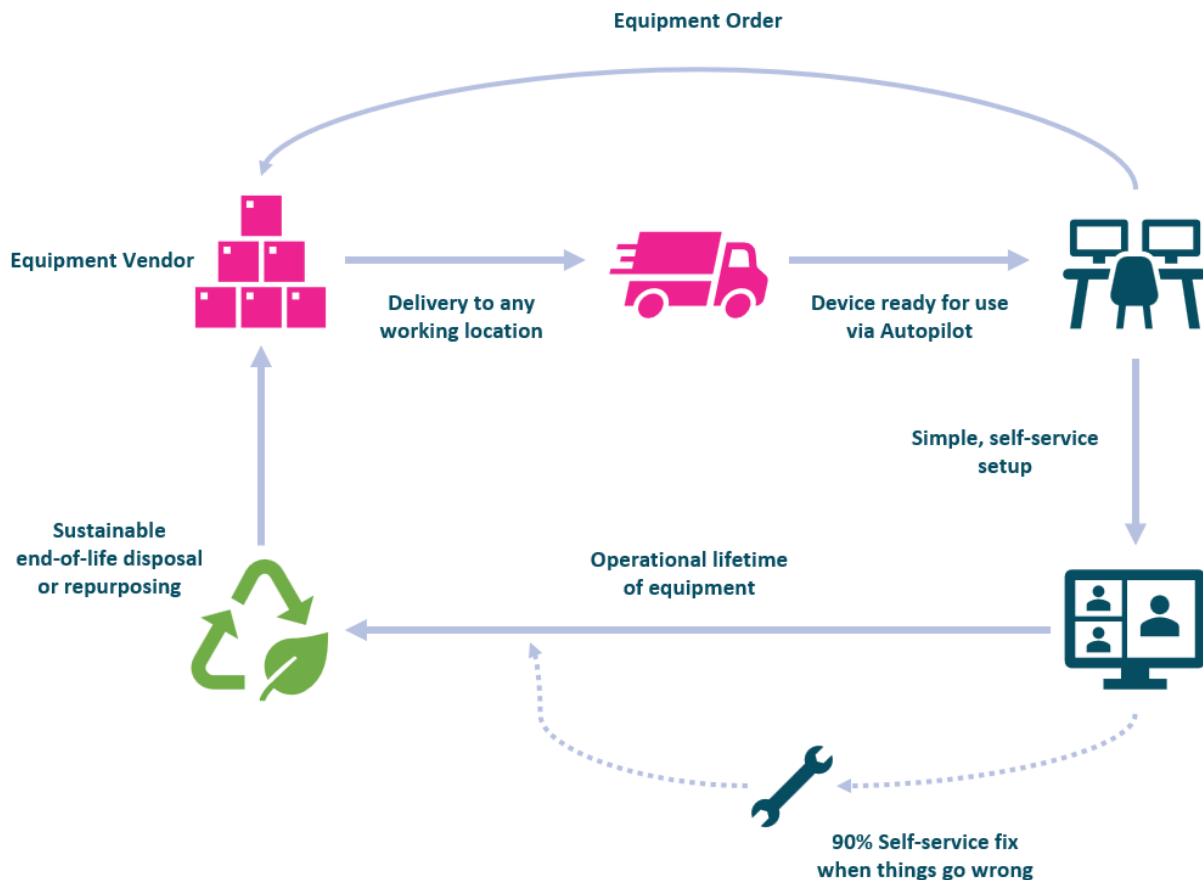 Equipment Order
Equipment Vendor
Delivery to any
working location
Device ready for use
via Autopilot
Simple, self-service
setup
Sustainable
end-of-life disposal
or repurposing
Operational lifetime
of equipment
90% Self-service fix
when things go wrong